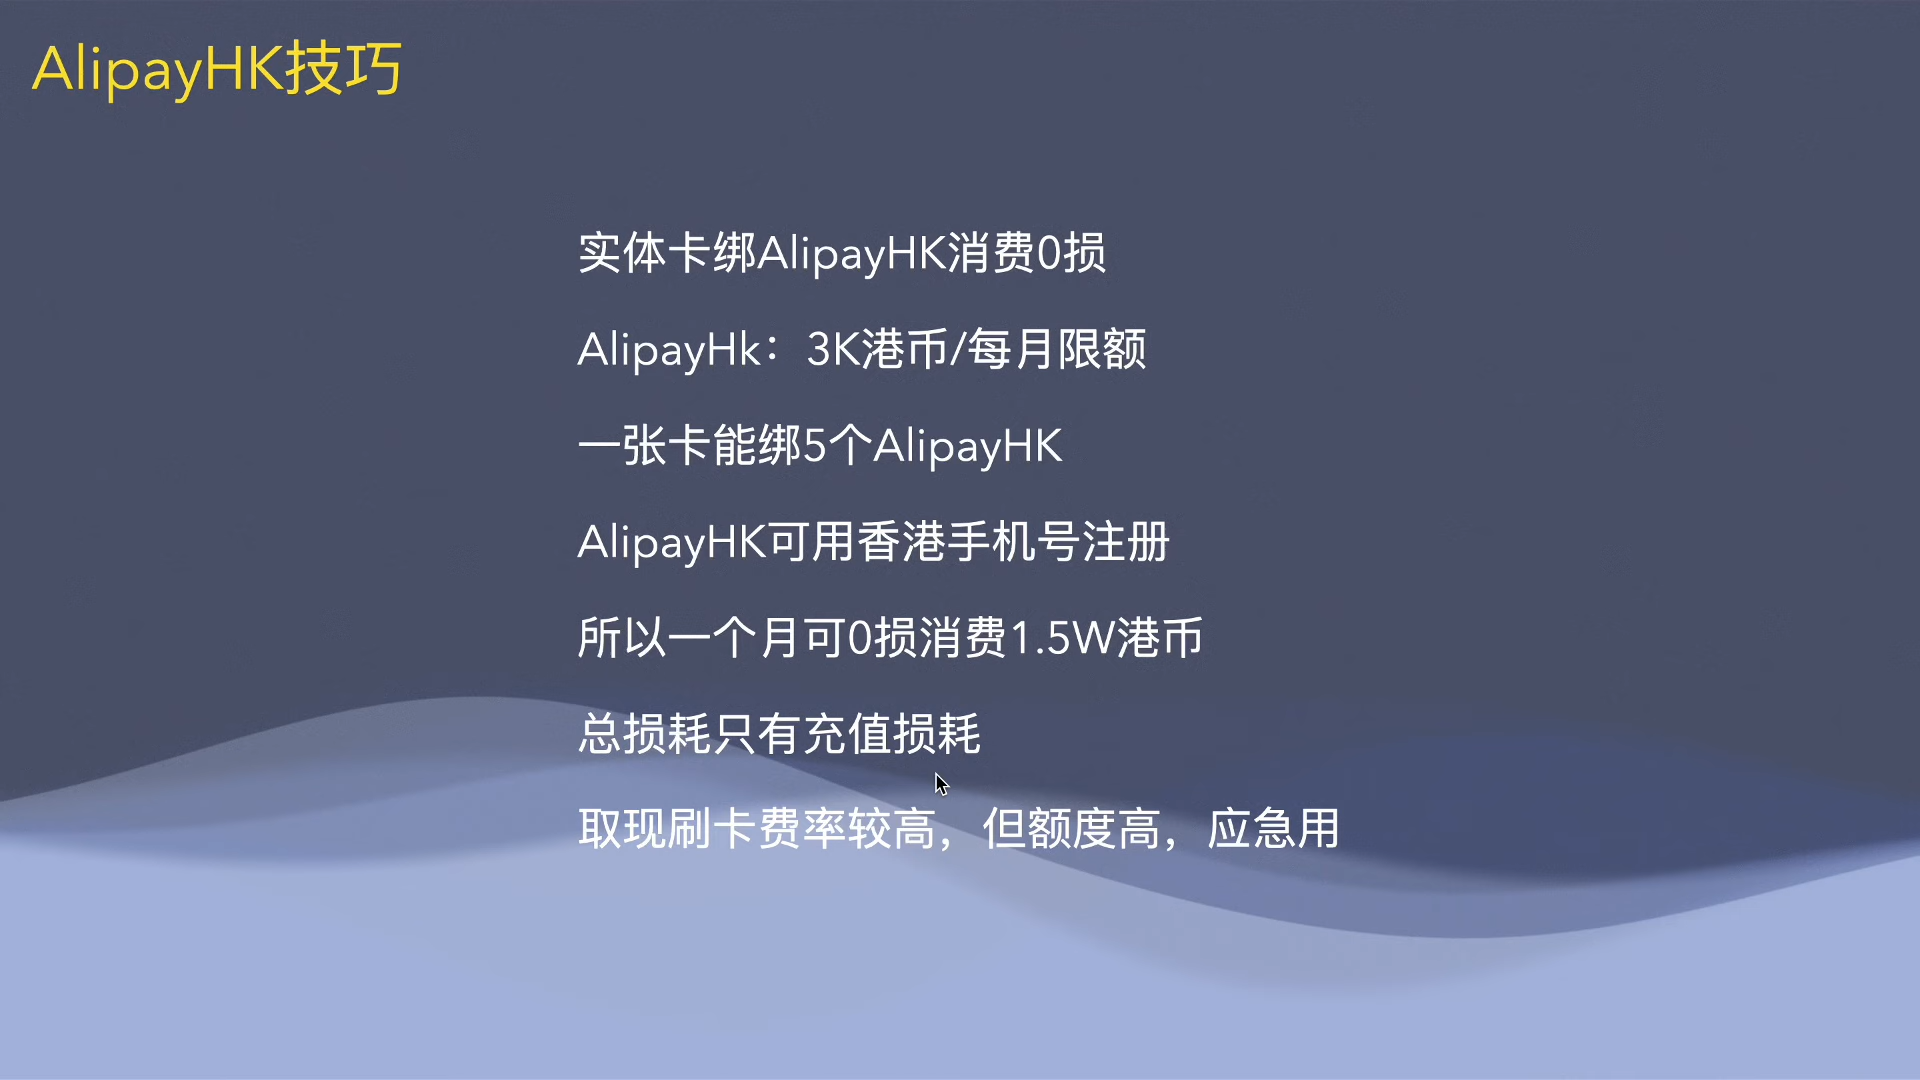 AlipayHK技巧
实体卡绑AlipayHK消费0损
AlipayHk：3K港币/每月限额
一张卡能绑5个AlipayHK
AlipayHK可用香港手机号注册
所以一个月可0损消费1.5W港币
总损耗只有充值损耗
取现刷卡费率较高，但额度高，应急用